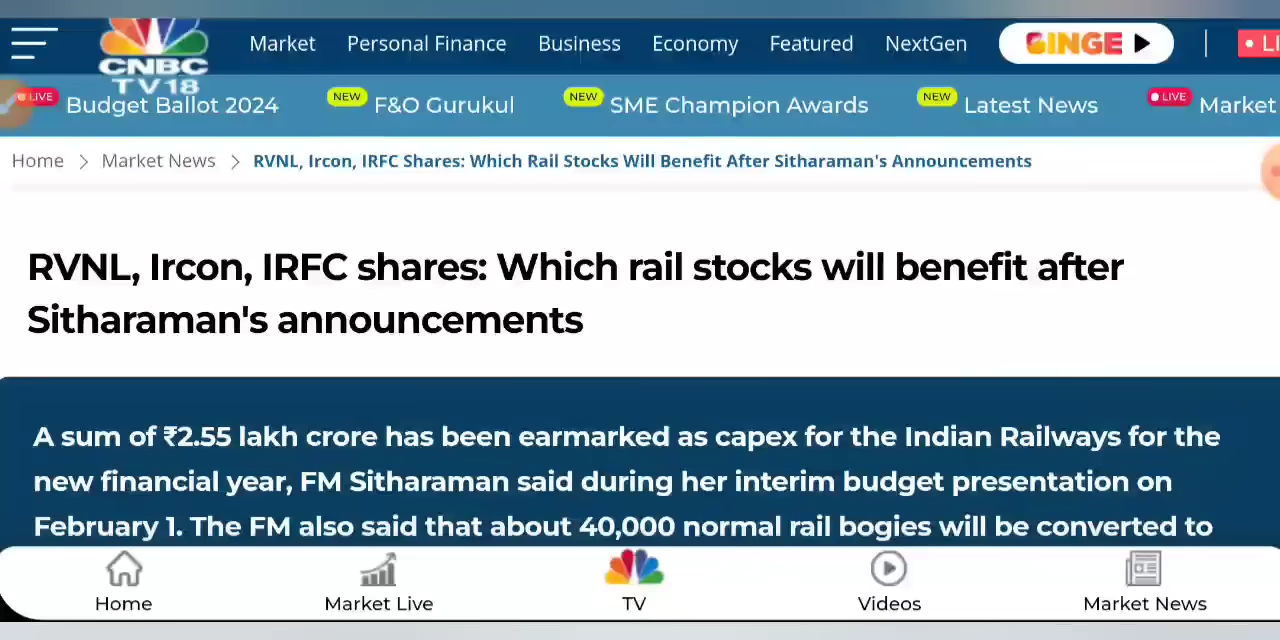 CNBC
TV18
Market Personal Finance Business Economy Featured NextGen BINGE LI
LIVE Budget Ballot 2024 NEW F&O Gurukul NEW SME Champion Awards NEW Latest News LIVE Market
Home > Market News > RVNL, Ircon, IRFC Shares: Which Rail Stocks Will Benefit After Sitharaman's Announcements
RVNL, Ircon, IRFC shares: Which rail stocks will benefit after
Sitharaman's announcements
A sum of ₹2.55 lakh crore has been earmarked as capex for the Indian Railways for the
new financial year, FM Sitharaman said during her interim budget presentation on
February 1. The FM also said that about 40,000 normal rail bogies will be converted to
Home Market Live TV Videos Market News